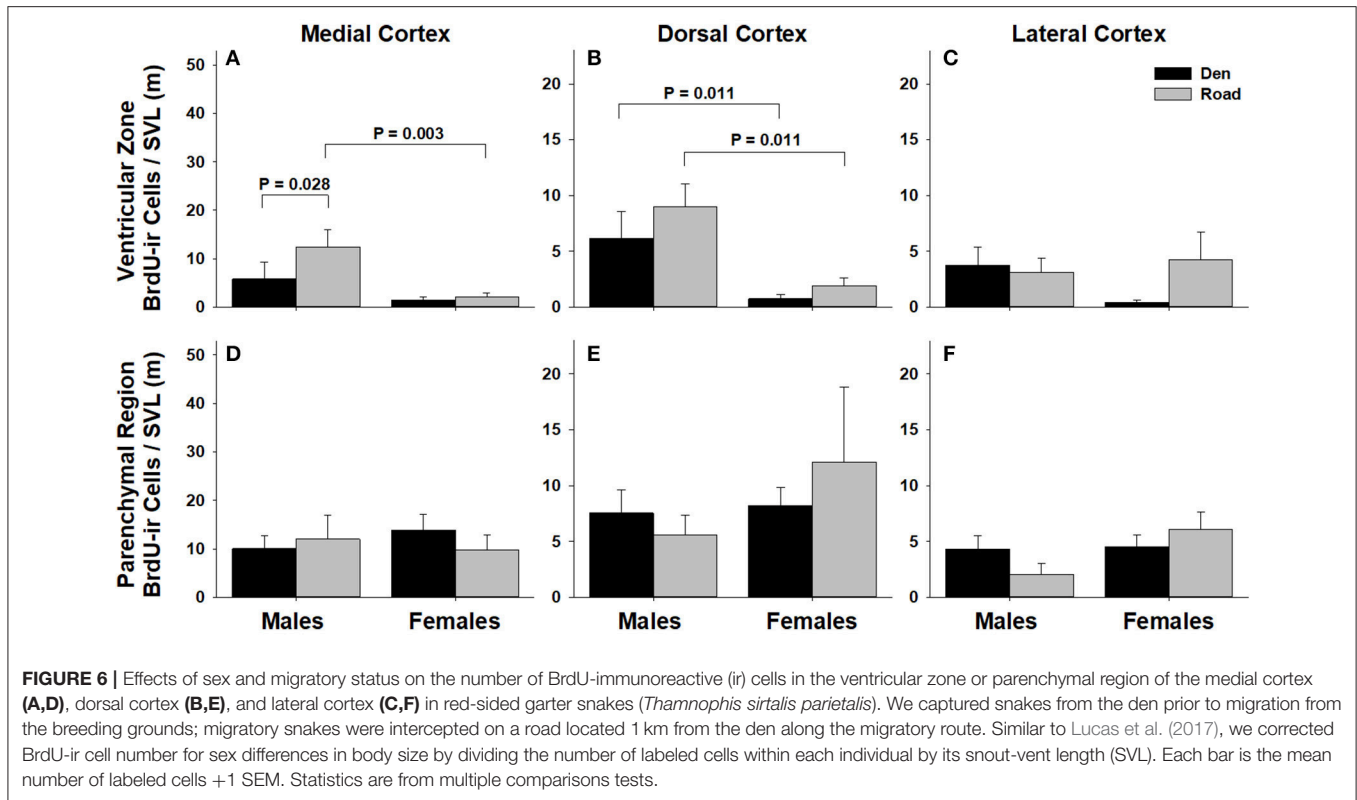 Medial Cortex
Dorsal Cortex
Lateral Cortex
Ventricular Zone
BrdU-ir Cells / SVL (m)
A
50
40
30
20
10
0
P = 0.003
P = 0.028
B
20
15
10
5
0
P = 0.011
P = 0.011
C
20
15
10
5
0
Den
Road
Parenchymal Region
BrdU-ir Cells / SVL (m)
D
50
40
30
20
10
0
Males
Females
E
20
15
10
5
0
Males
Females
F
20
15
10
5
0
Males
Females
FIGURE 6 | Effects of sex and migratory status on the number of BrdU-immunoreactive (ir) cells in the ventricular zone or parenchymal region of the medial cortex
(A,D), dorsal cortex (B,E), and lateral cortex (C,F) in red-sided garter snakes (Thamnophis sirtalis parietalis). We captured snakes from the den prior to migration from
the breeding grounds; migratory snakes were intercepted on a road located 1 km from the den along the migratory route. Similar to Lucas et al. (2017), we corrected
BrdU-ir cell number for sex differences in body size by dividing the number of labeled cells within each individual by its snout-vent length (SVL). Each bar is the mean
number of labeled cells +1 SEM. Statistics are from multiple comparisons tests.